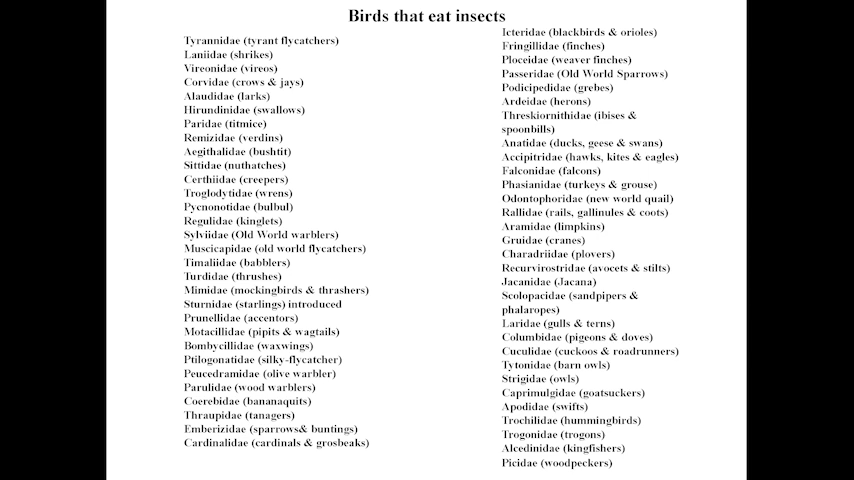 Birds that eat insects
Tyrannidae (tyrant flycatchers)
Laniidae (shrikes)
Vireonidae (vireos)
Corvidae (crows & jays)
Alaudidae (larks)
Hirundinidae (swallows)
Paridae (titmice)
Remizidae (verdins)
Aegithalidae (bushtit)
Sittidae (nuthatches)
Certhiidae (creepers)
Troglodytidae (wrens)
Pycnonotidae (bulbul)
Regulidae (kinglets)
Sylviidae (Old World warblers)
Muscicapidae (old world flycatchers)
Timaliidae (babblers)
Turdidae (thrushes)
Mimidae (mockingbirds & thrashers)
Sturnidae (starlings) introduced
Prunellidae (accentors)
Motacillidae (pipits & wagtails)
Bombycillidae (waxwings)
Ptilogonatidae (silky-flycatcher)
Peucedramidae (olive warbler)
Parulidae (wood warblers)
Coerebidae (bananaquits)
Thraupidae (tanagers)
Emberizidae (sparrows& buntings)
Cardinalidae (cardinals & grosbeaks)
Icteridae (blackbirds & orioles)
Fringillidae (finches)
Ploceidae (weaver finches)
Passeridae (Old World Sparrows)
Podicipedidae (grebes)
Ardeidae (herons)
Threskiornithidae (ibises &
spoonbills)
Anatidae (ducks, geese & swans)
Accipitridae (hawks, kites & eagles)
Falconidae (falcons)
Phasianidae (turkeys & grouse)
Odontophoridae (new world quail)
Rallidae (rails, gallinules & coots)
Aramidae (limpkins)
Gruidae (cranes)
Charadriidae (plovers)
Recurvirostridae (avocets & stilts)
Jacanidae (Jacana)
Scolopacidae (sandpipers &
phalaropes)
Laridae (gulls & terns)
Columbidae (pigeons & doves)
Cuculidae (cuckoos & roadrunners)
Tytonidae (barn owls)
Strigidae (owls)
Caprimulgidae (goatsuckers)
Apodidae (swifts)
Trochilidae (hummingbirds)
Trogonidae (trogons)
Alcedinidae (kingfishers)
Picidae (woodpeckers)